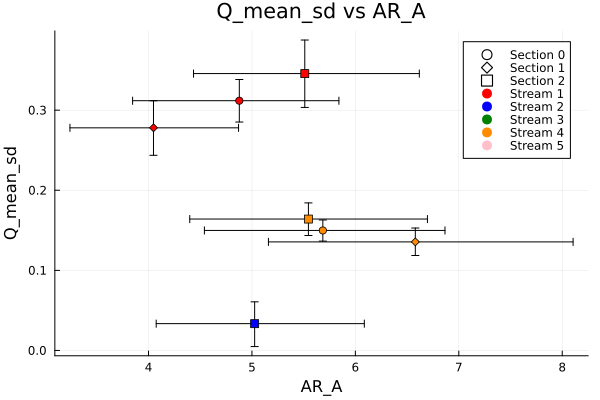 Q_mean_sd vs AR_A
Section 0
Section 1
Section 2
Stream 1
Stream 2
Stream 3
Stream 4
Stream 5
Q_mean_sd
0.3
0.2
0.1
0.0
4 5 6 7 8
AR_A